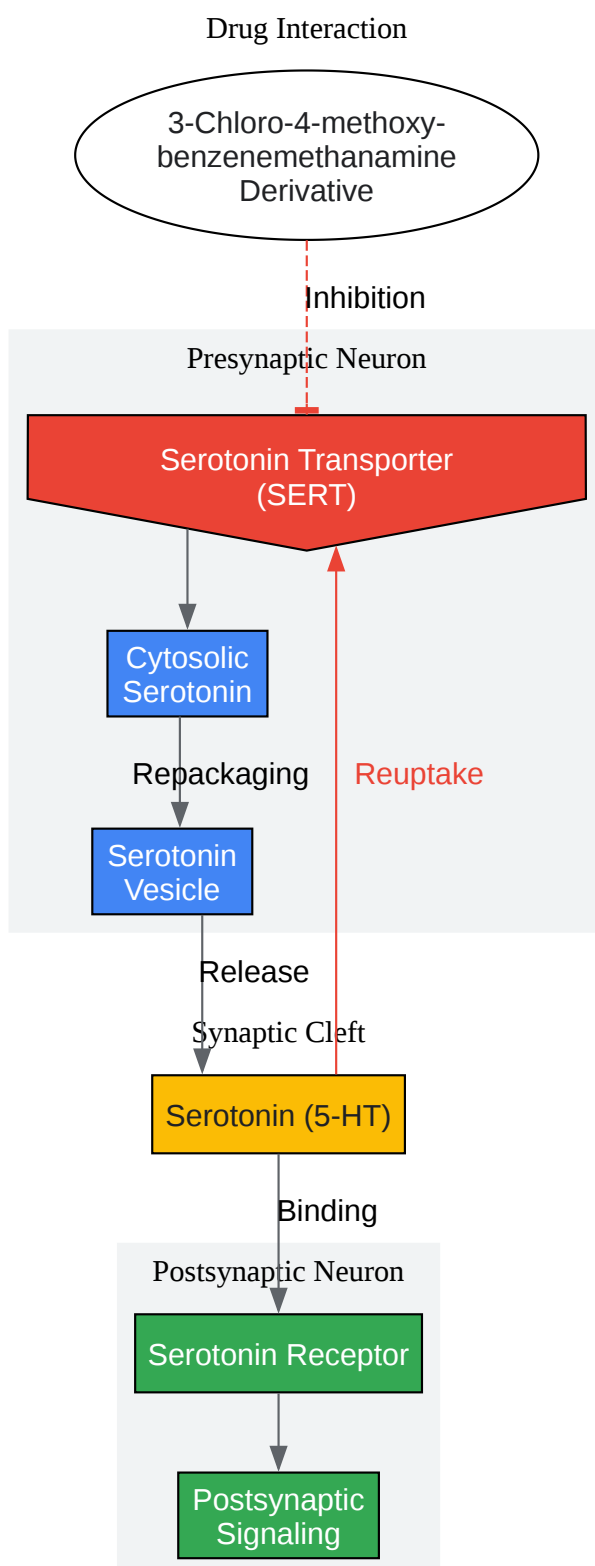 Drug Interaction
3-Chloro-4-methoxy-
benzenemethanamine
Derivative
Inhibition
Presynaptic Neuron
Serotonin Transporter
(SERT)
Cytosolic
Serotonin
Repackaging
Reuptake
Serotonin
Vesicle
Release
Synaptic Cleft
Serotonin (5-HT)
Binding
Postsynaptic Neuron
Serotonin Receptor
Postsynaptic
Signaling